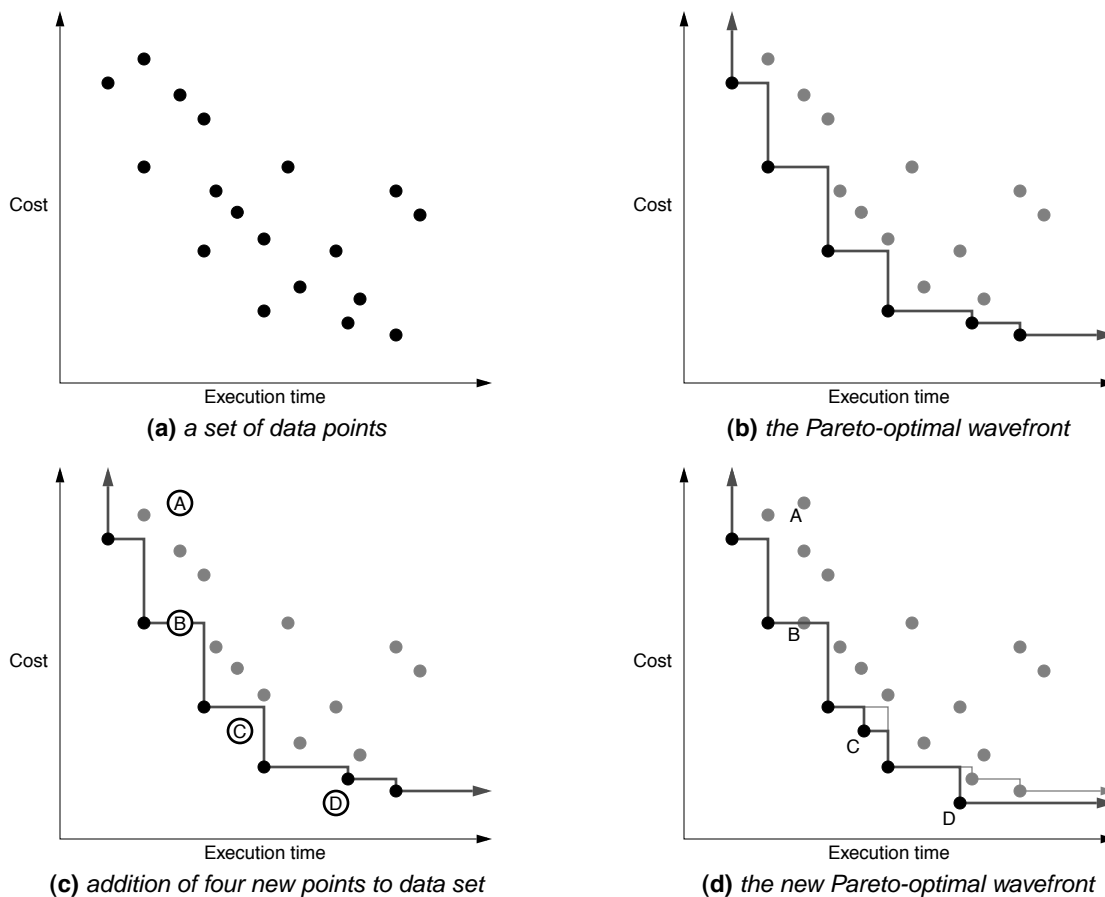 Cost
Execution time
(a) a set of data points
Cost
Execution time
(b) the Pareto-optimal wavefront
A
B
C
D
Cost
Execution time
(c) addition of four new points to data set
A
B
C
D
Cost
Execution time
(d) the new Pareto-optimal wavefront